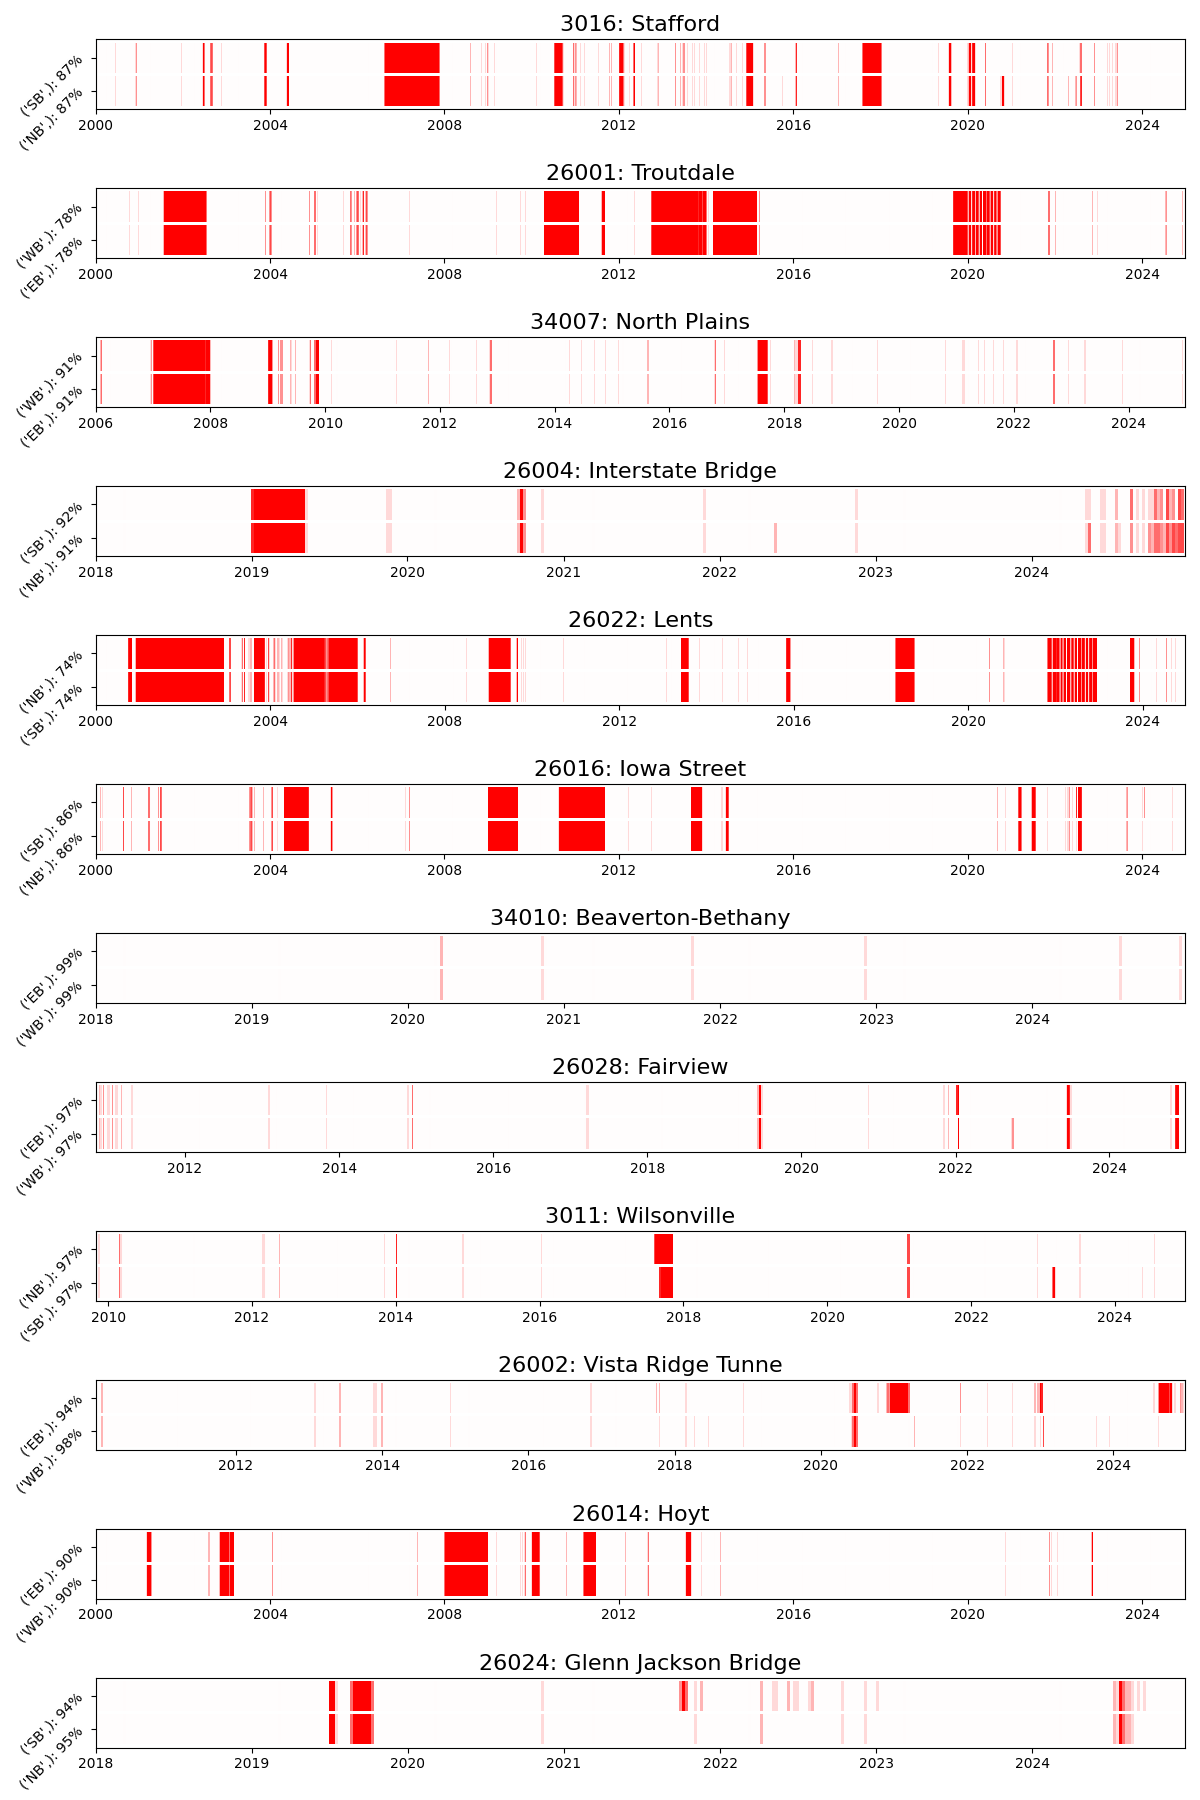 3016: Stafford
('SB',): 87%
('NB',): 87%
2000 2004 2008 2012 2016 2020 2024
26001: Troutdale
('WB',): 78%
('EB',): 78%
2000 2004 2008 2012 2016 2020 2024
34007: North Plains
('WB',): 91%
('EB',): 91%
2006 2008 2010 2012 2014 2016 2018 2020 2022 2024
26004: Interstate Bridge
('SB',): 92%
('NB',): 91%
2018 2019 2020 2021 2022 2023 2024
26022: Lents
('NB',): 74%
('SB',): 74%
2000 2004 2008 2012 2016 2020 2024
26016: Iowa Street
('SB',): 86%
('NB',): 86%
2000 2004 2008 2012 2016 2020 2024
34010: Beaverton-Bethany
('EB',): 99%
('WB',): 99%
2018 2019 2020 2021 2022 2023 2024
26028: Fairview
('EB',): 97%
('WB',): 97%
2012 2014 2016 2018 2020 2022 2024
3011: Wilsonville
('NB',): 97%
('SB',): 97%
2010 2012 2014 2016 2018 2020 2022 2024
26002: Vista Ridge Tunne
('EB',): 94%
('WB',): 98%
2012 2014 2016 2018 2020 2022 2024
26014: Hoyt
('EB',): 90%
('WB',): 90%
2000 2004 2008 2012 2016 2020 2024
26024: Glenn Jackson Bridge
('SB',): 94%
('NB',): 95%
2018 2019 2020 2021 2022 2023 2024